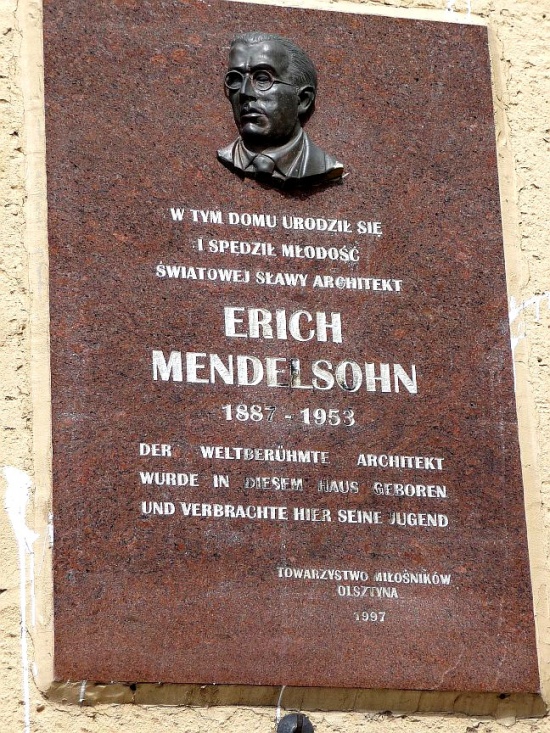 W TYM DOMU URODZIŁ SIĘ
I SPĘDZIŁ MŁODOŚĆ
ŚWIATOWEJ SŁAWY ARCHITEKT
ERICH
MENDELSOHN
1887 - 1953
DER WELTBERÜHMTE ARCHITEKT
WURDE IN DIESEM HAUS GEBOREN
UND VERBRACHTE HIER SEINE JUGEND
TOWARZYSTWO MIŁOŚNIKÓW
OLSZTYNA
1997